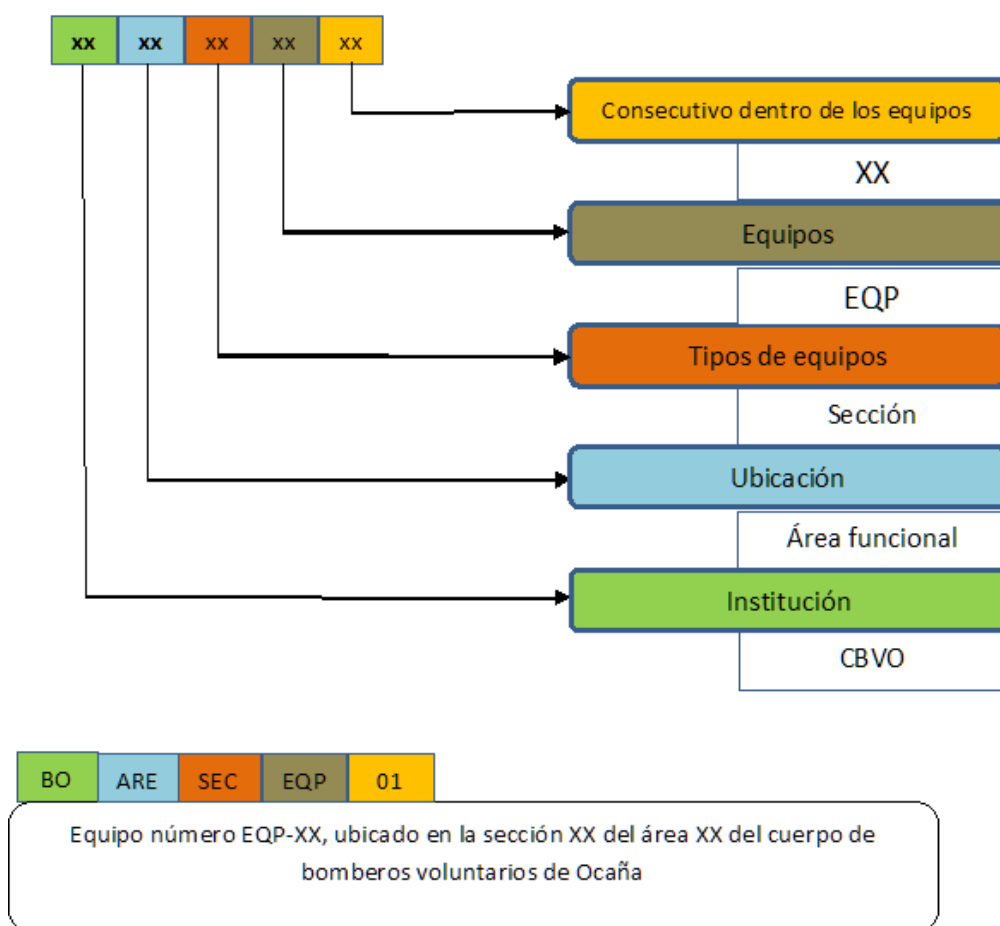 xx xx xx xx xx
Consecutivo dentro de los equipos
XX
Equipos
EQP
Tipos de equipos
Sección
Ubicación
Área funcional
Institución
CBVO
BO ARE SEC EQP 01
Equipo número EQP-XX, ubicado en la sección XX del área XX del cuerpo de
bomberos voluntarios de Ocaña